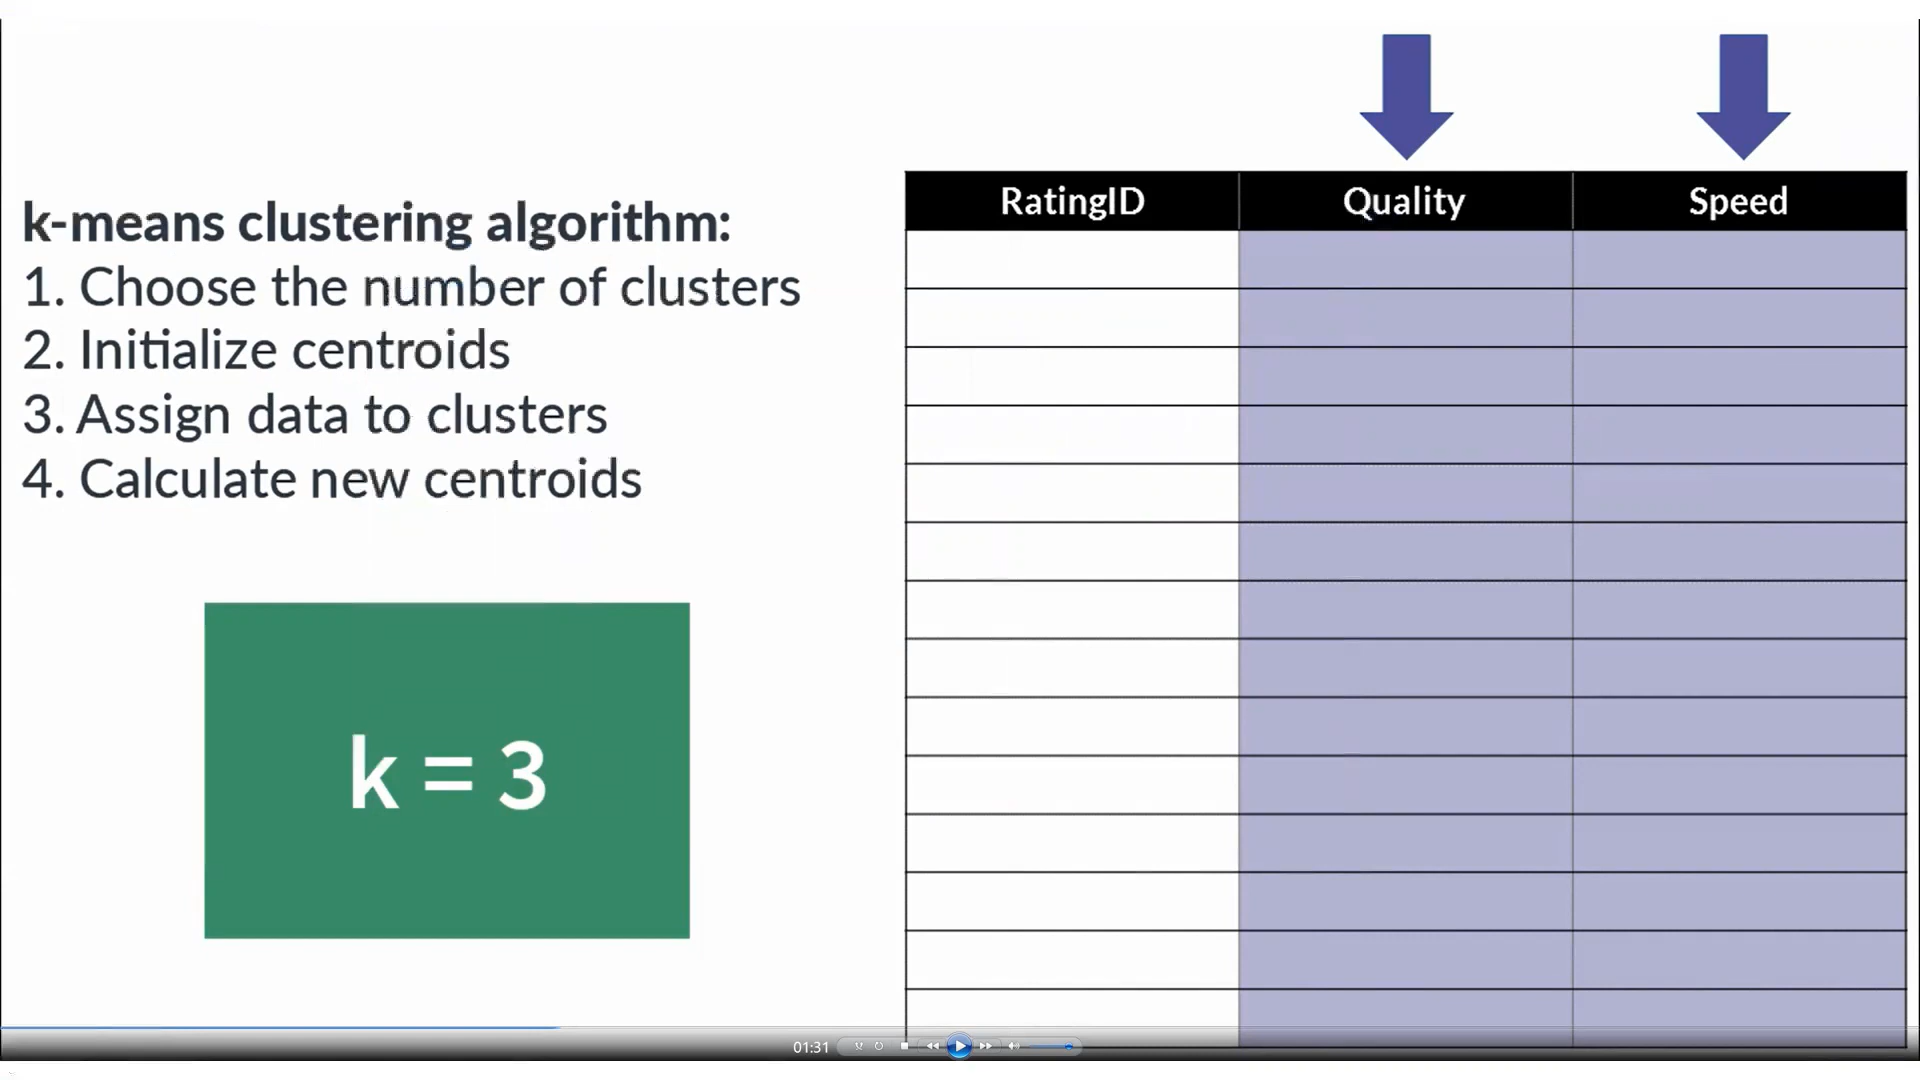 k-means clustering algorithm:
1. Choose the number of clusters
2. Initialize centroids
3. Assign data to clusters
4. Calculate new centroids
k = 3
RatingID Quality Speed
01:31